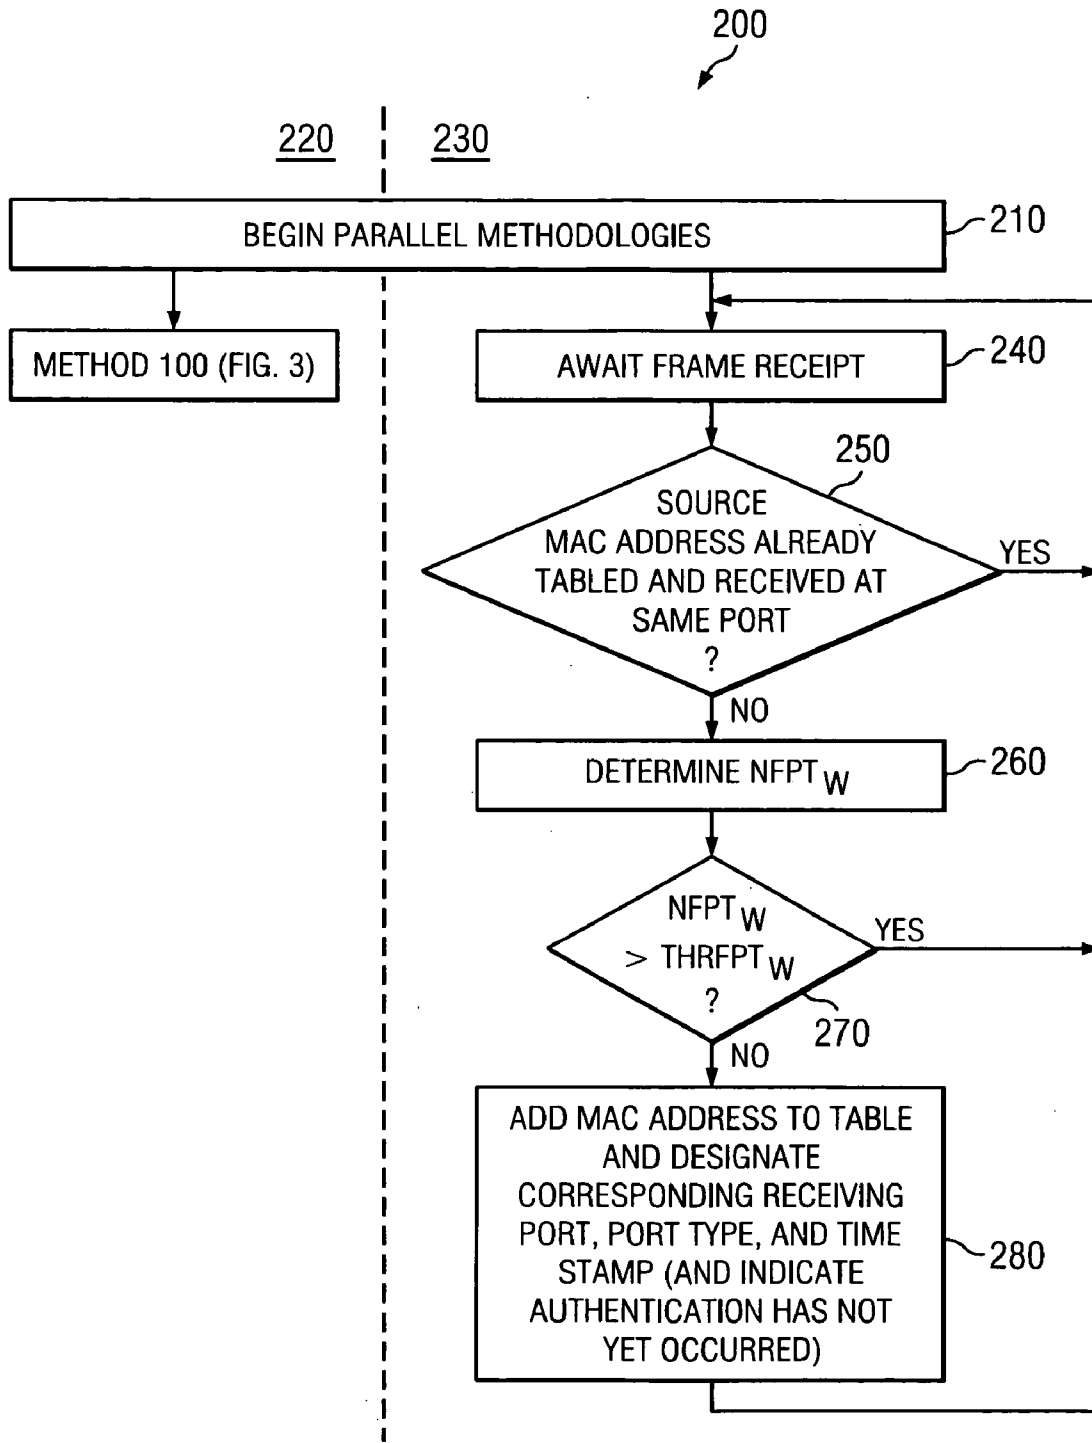 200
220
230
BEGIN PARALLEL METHODOLOGIES
210
METHOD 100 (FIG. 3)
AWAIT FRAME RECEIPT
240
250
SOURCE
MAC ADDRESS ALREADY
TABLED AND RECEIVED AT
SAME PORT
?
YES
NO
DETERMINE NFPT W
260
NFPT W
> THRFPT W
?
YES
270
NO
ADD MAC ADDRESS TO TABLE
AND DESIGNATE
CORRESPONDING RECEIVING
PORT, PORT TYPE, AND TIME
STAMP (AND INDICATE
AUTHENTICATION HAS NOT
YET OCCURRED)
280